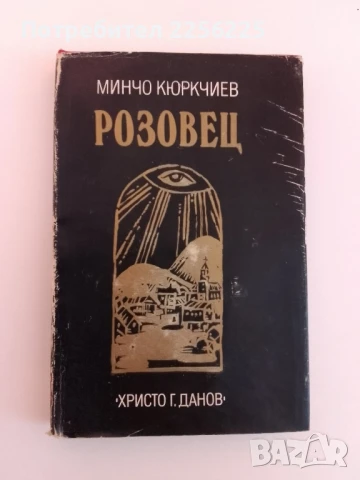 Потребител 2256223
МИНЧО КЮРКЧИЕВ
РОЗОВЕЦ
‹ХРИСТО Г. ДАНОВ›
BAZAR